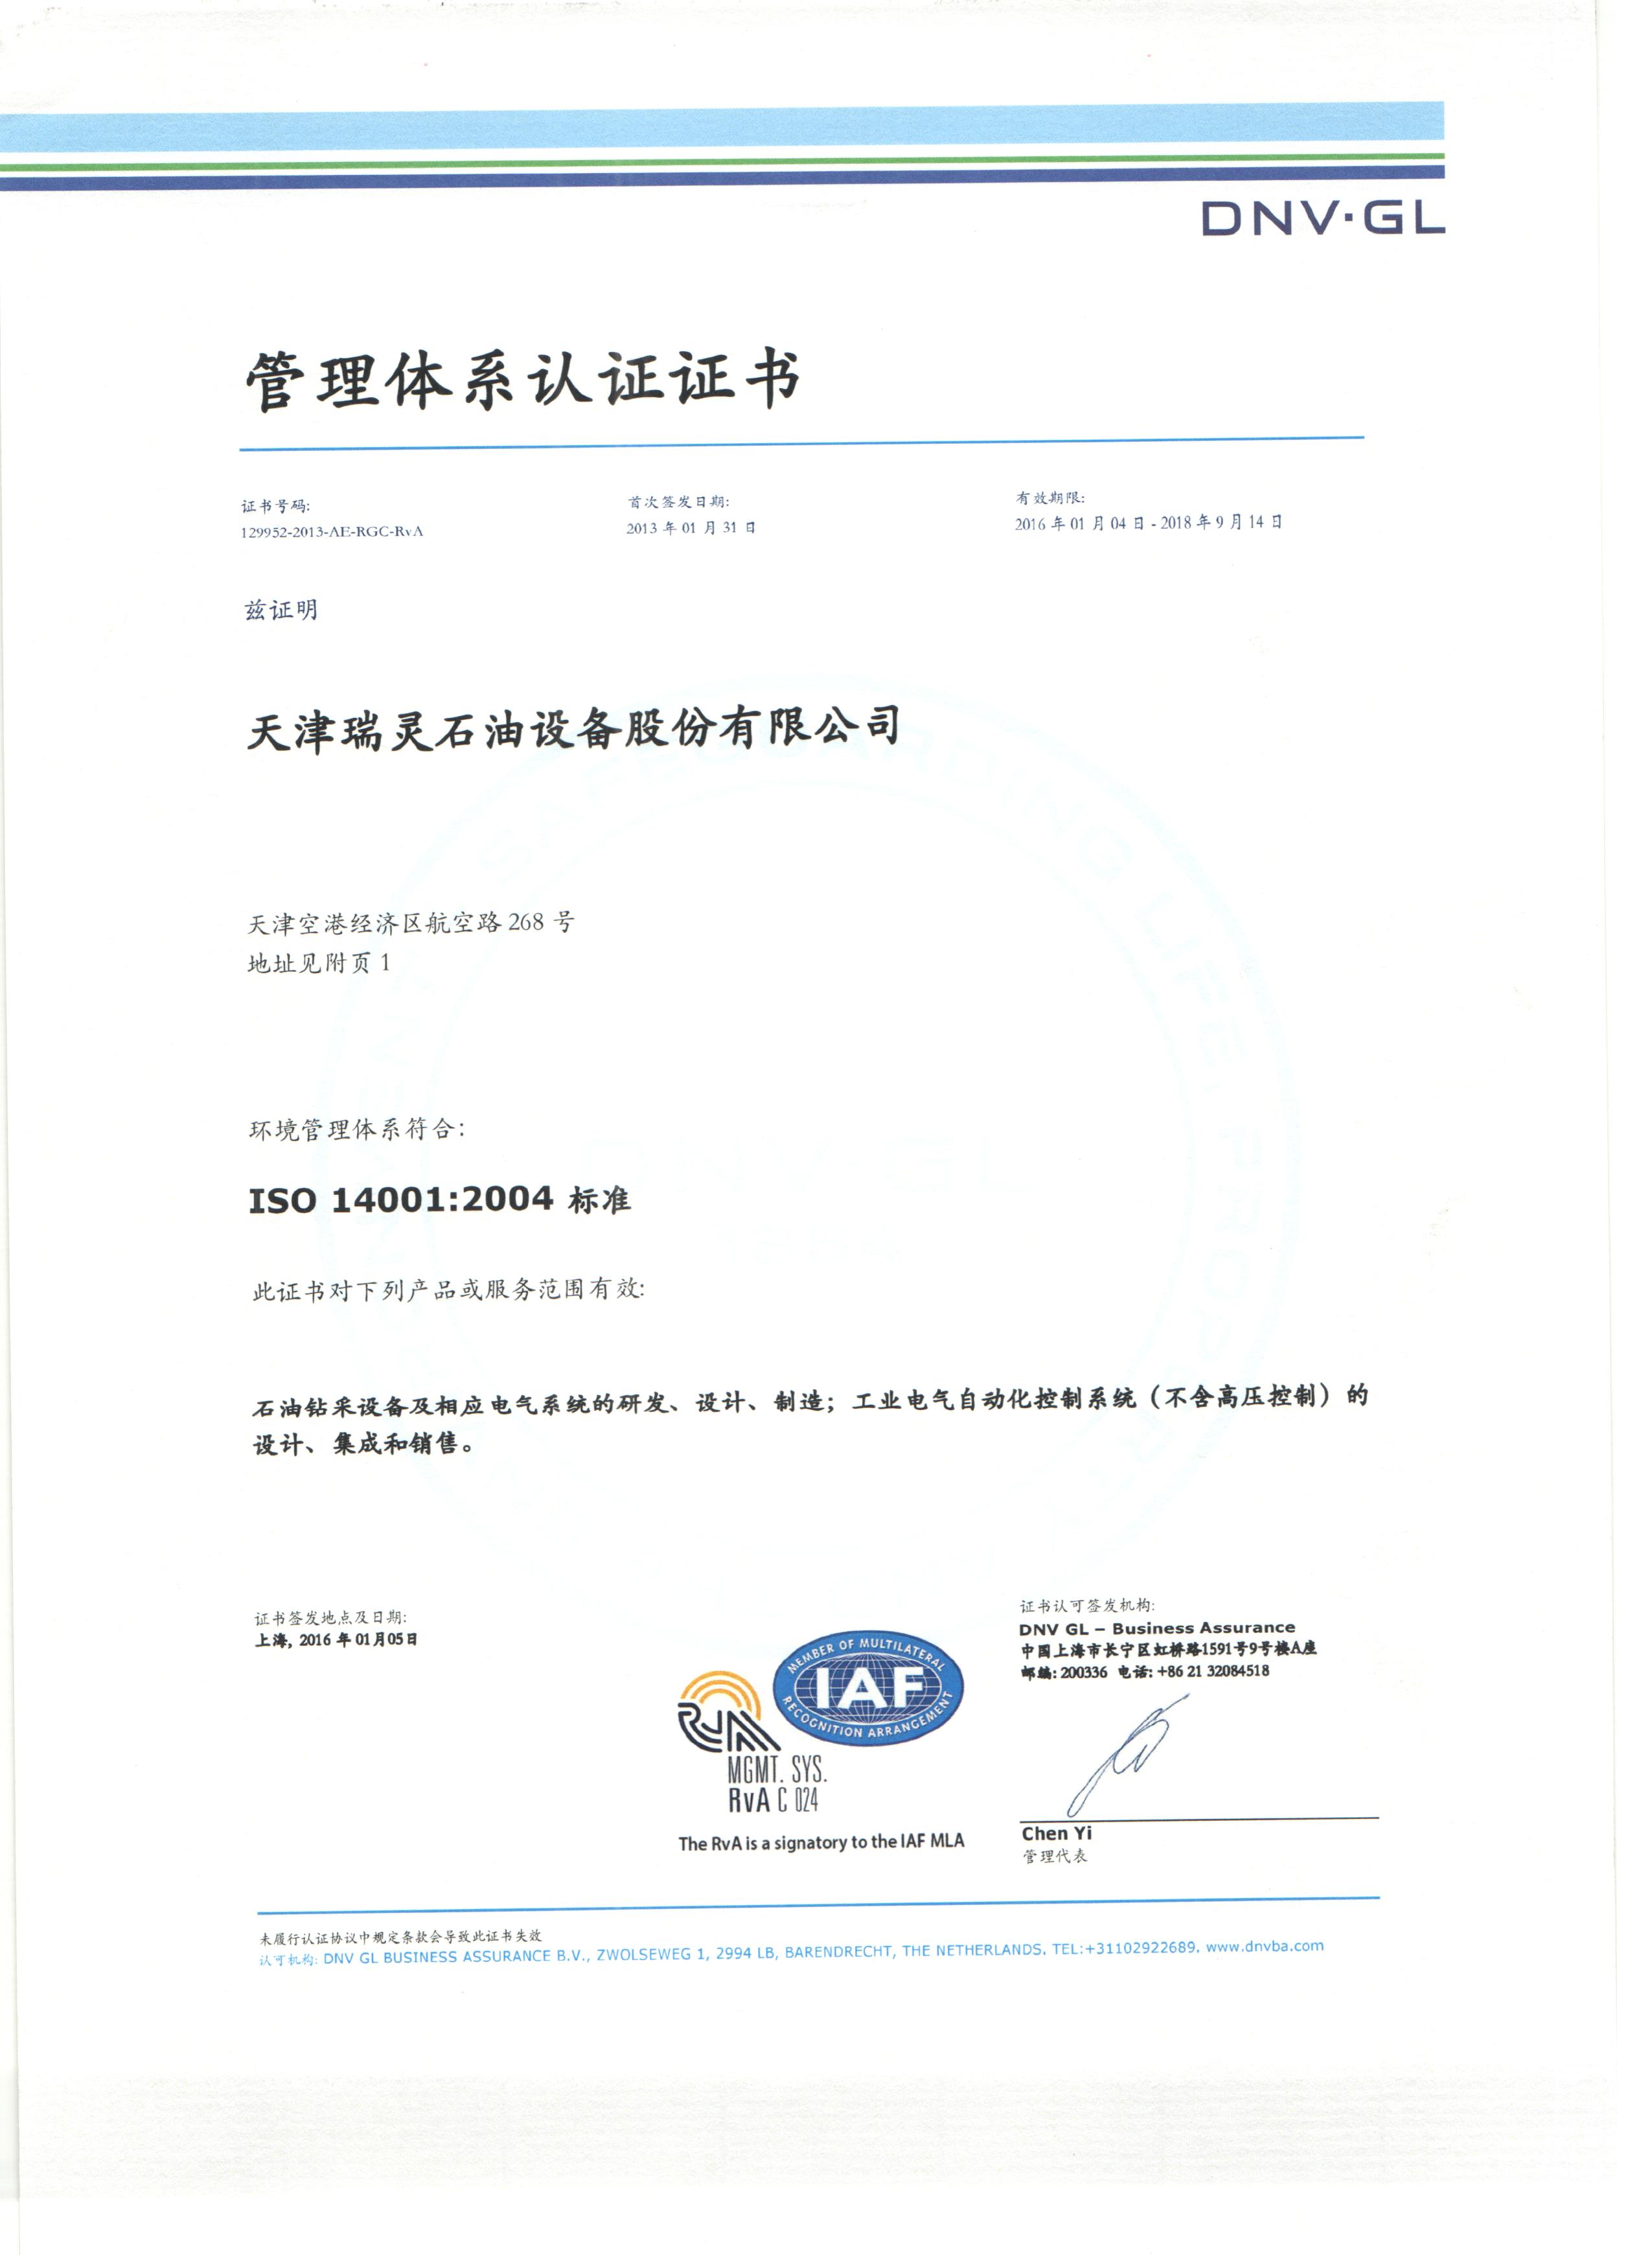 DNV·GL
管理体系认证证书
证书号码:
129952-2013-AE-RGC-RvA
首次签发日期:
2013 年 01 月 31 日
有效期限:
2016 年 01 月 04 日 - 2018 年 9 月 14 日
兹证明
天津瑞灵石油设备股份有限公司
天津空港经济区航空路 268 号
地址见附页 1
环境管理体系符合:
ISO 14001:2004 标准
此证书对下列产品或服务范围有效:
石油钻采设备及相应电气系统的研发、设计、制造；工业电气自动化控制系统（不含高压控制）的
设计、集成和销售。
证书签发地点及日期:
上海, 2016 年 01月05日
MEMBER OF MULTILATERAL
IAF
RECOGNITION ARRANGEMENT
RvA
MGMT. SYS.
RvA C 024
The RvA is a signatory to the IAF MLA
证书认可签发机构:
DNV GL – Business Assurance
中国上海市长宁区虹桥路1591号9号楼A座
邮编: 200336 电话: +86 21 32084518
Chen Yi
管理代表
未履行认证协议中规定条款会导致此证书失效
认可机构: DNV GL BUSINESS ASSURANCE B.V., ZWOLSEWEG 1, 2994 LB, BARENDRECHT, THE NETHERLANDS. TEL:+31102922689. www.dnvba.com